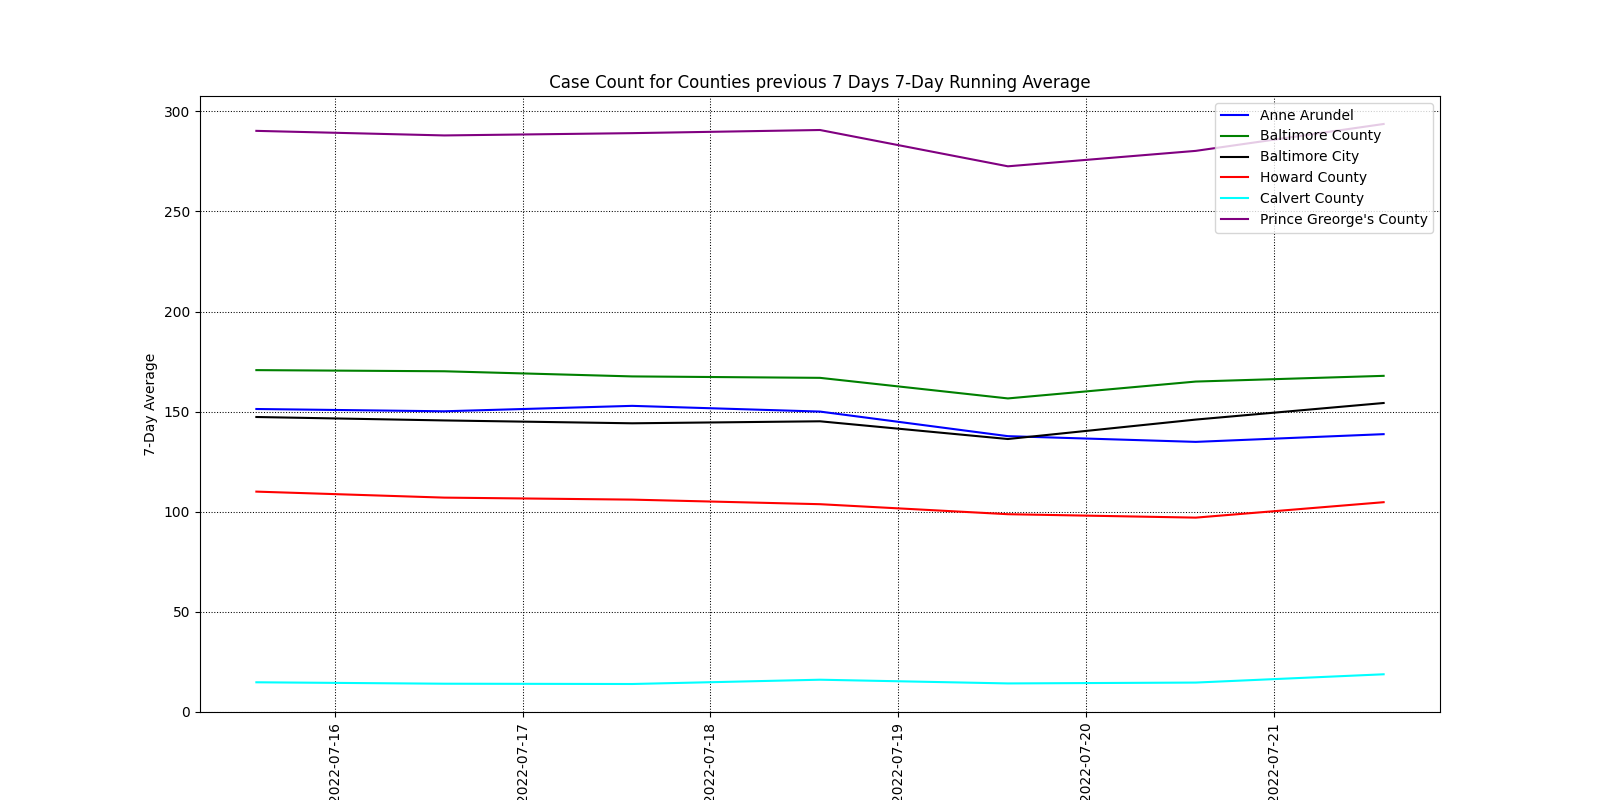 Case Count for Counties previous 7 Days 7-Day Running Average
300
250
200
150
100
50
0
7-Day Average
Anne Arundel
Baltimore County
Baltimore City
Howard County
Calvert County
Prince Greorge's County
2022-07-16
2022-07-17
2022-07-18
2022-07-19
2022-07-20
2022-07-21